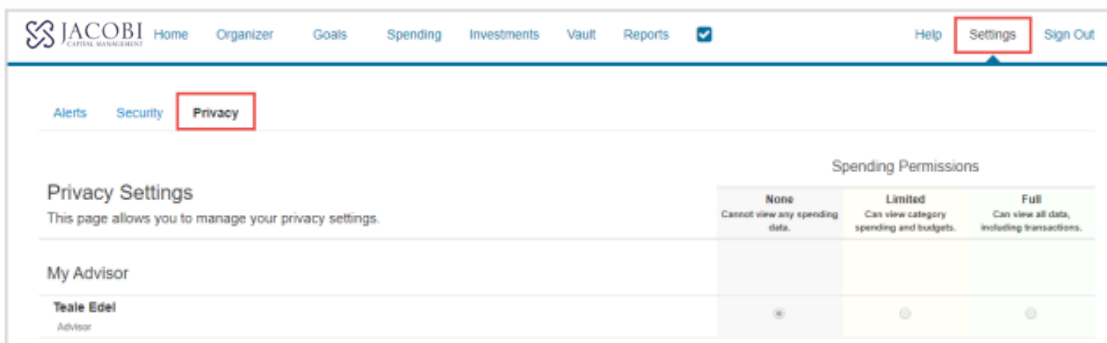 JACOBI
CAPITAL MANAGEMENT
Home Organizer Goals Spending Investments Vault Reports Help Settings Sign Out
Alerts Security Privacy
Spending Permissions
Privacy Settings
This page allows you to manage your privacy settings.
None Limited Full
Cannot view any spending Can view category Can view all data,
data. spending and budgets. including transactions.
My Advisor
Teale Edel
Advisor